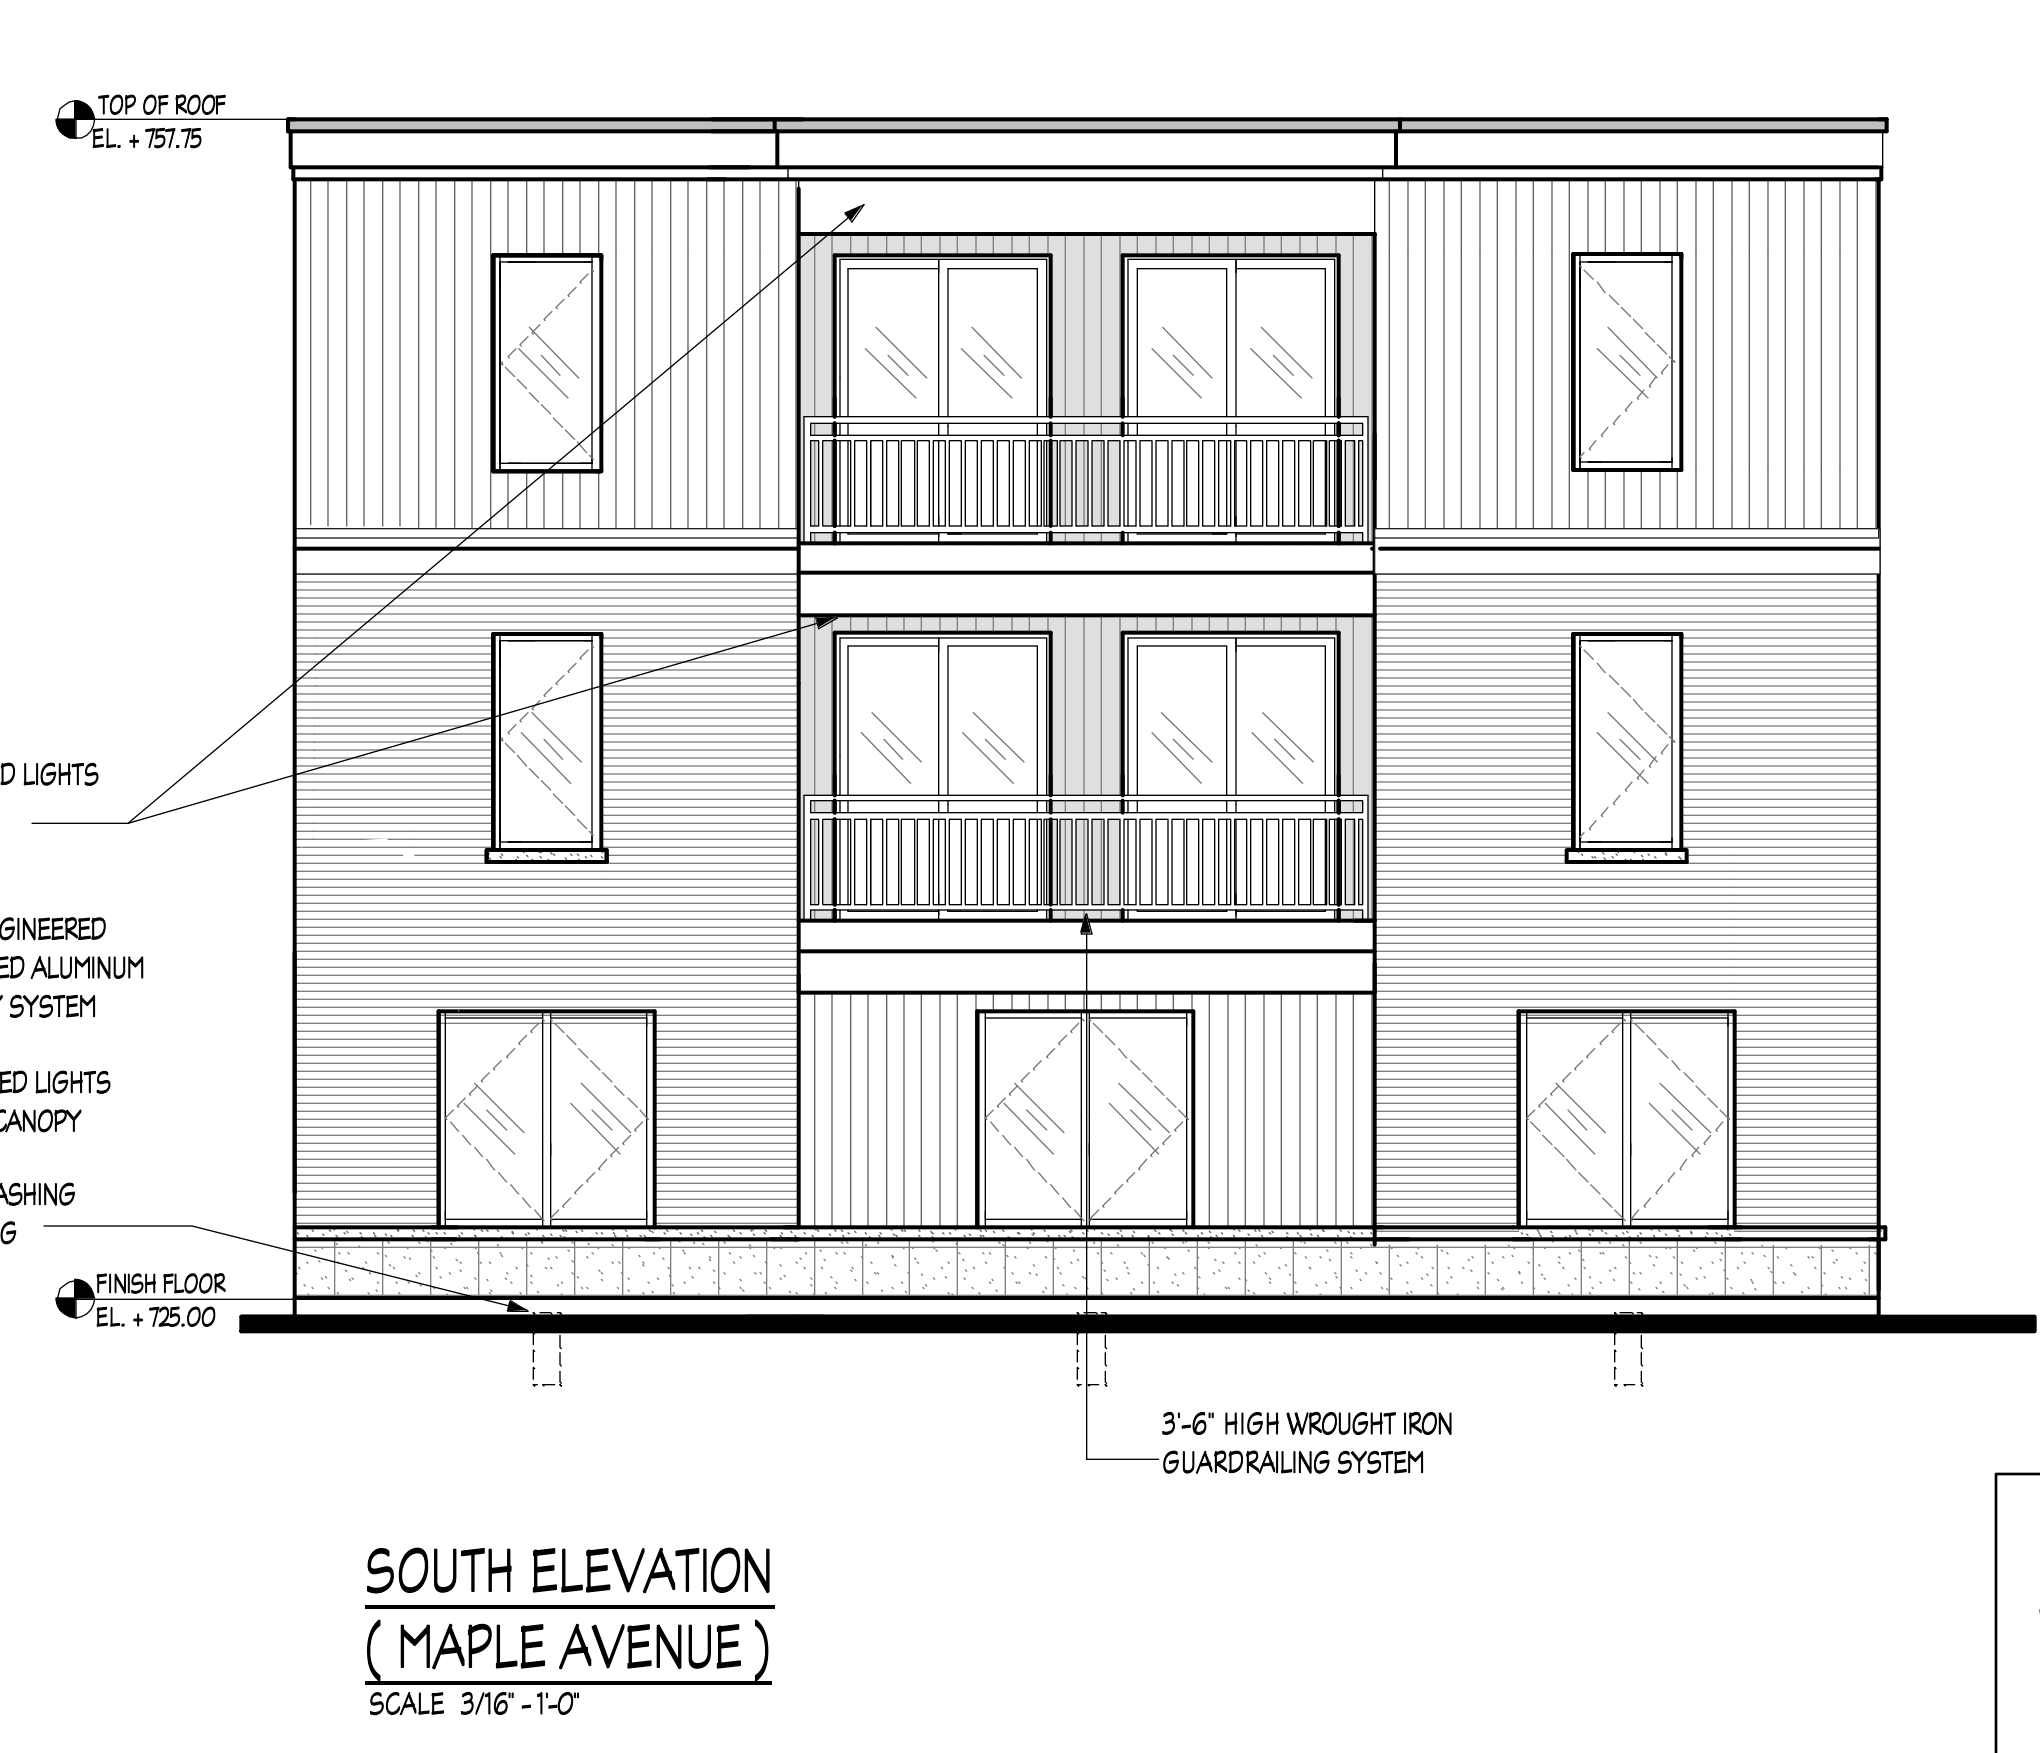 TOP OF ROOF
EL. + 757.75
D LIGHTS
GINEERED
ED ALUMINUM
Y SYSTEM
ED LIGHTS
CANOPY
ASHING
G
FINISH FLOOR
EL. + 725.00
3'-6" HIGH WROUGHT IRON
GUARDRAILING SYSTEM
SOUTH ELEVATION
( MAPLE AVENUE )
SCALE 3/16" - 1'-0"